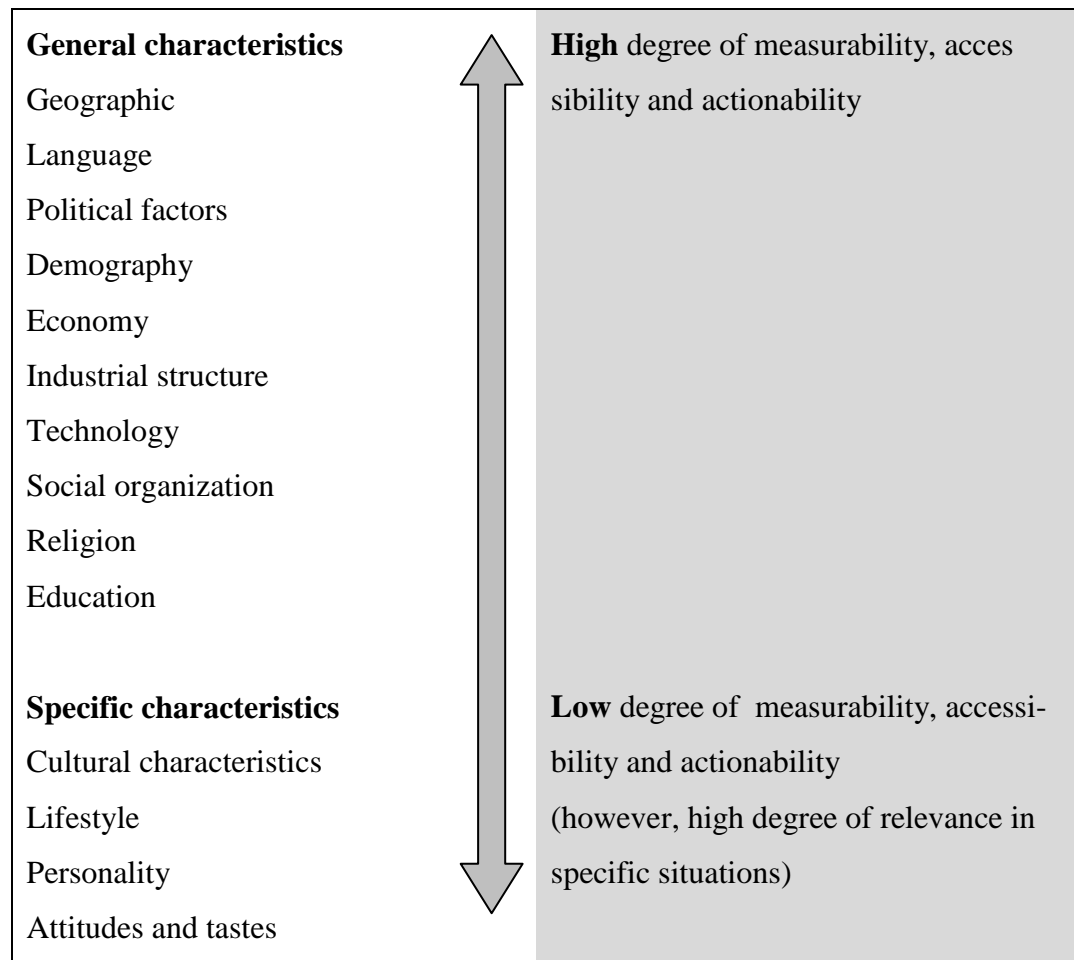 General characteristics
Geographic
Language
Political factors
Demography
Economy
Industrial structure
Technology
Social organization
Religion
Education
Specific characteristics
Cultural characteristics
Lifestyle
Personality
Attitudes and tastes
High degree of measurability, acces
sibility and actionability
Low degree of  measurability, accessi-
bility and actionability
(however, high degree of relevance in
specific situations)